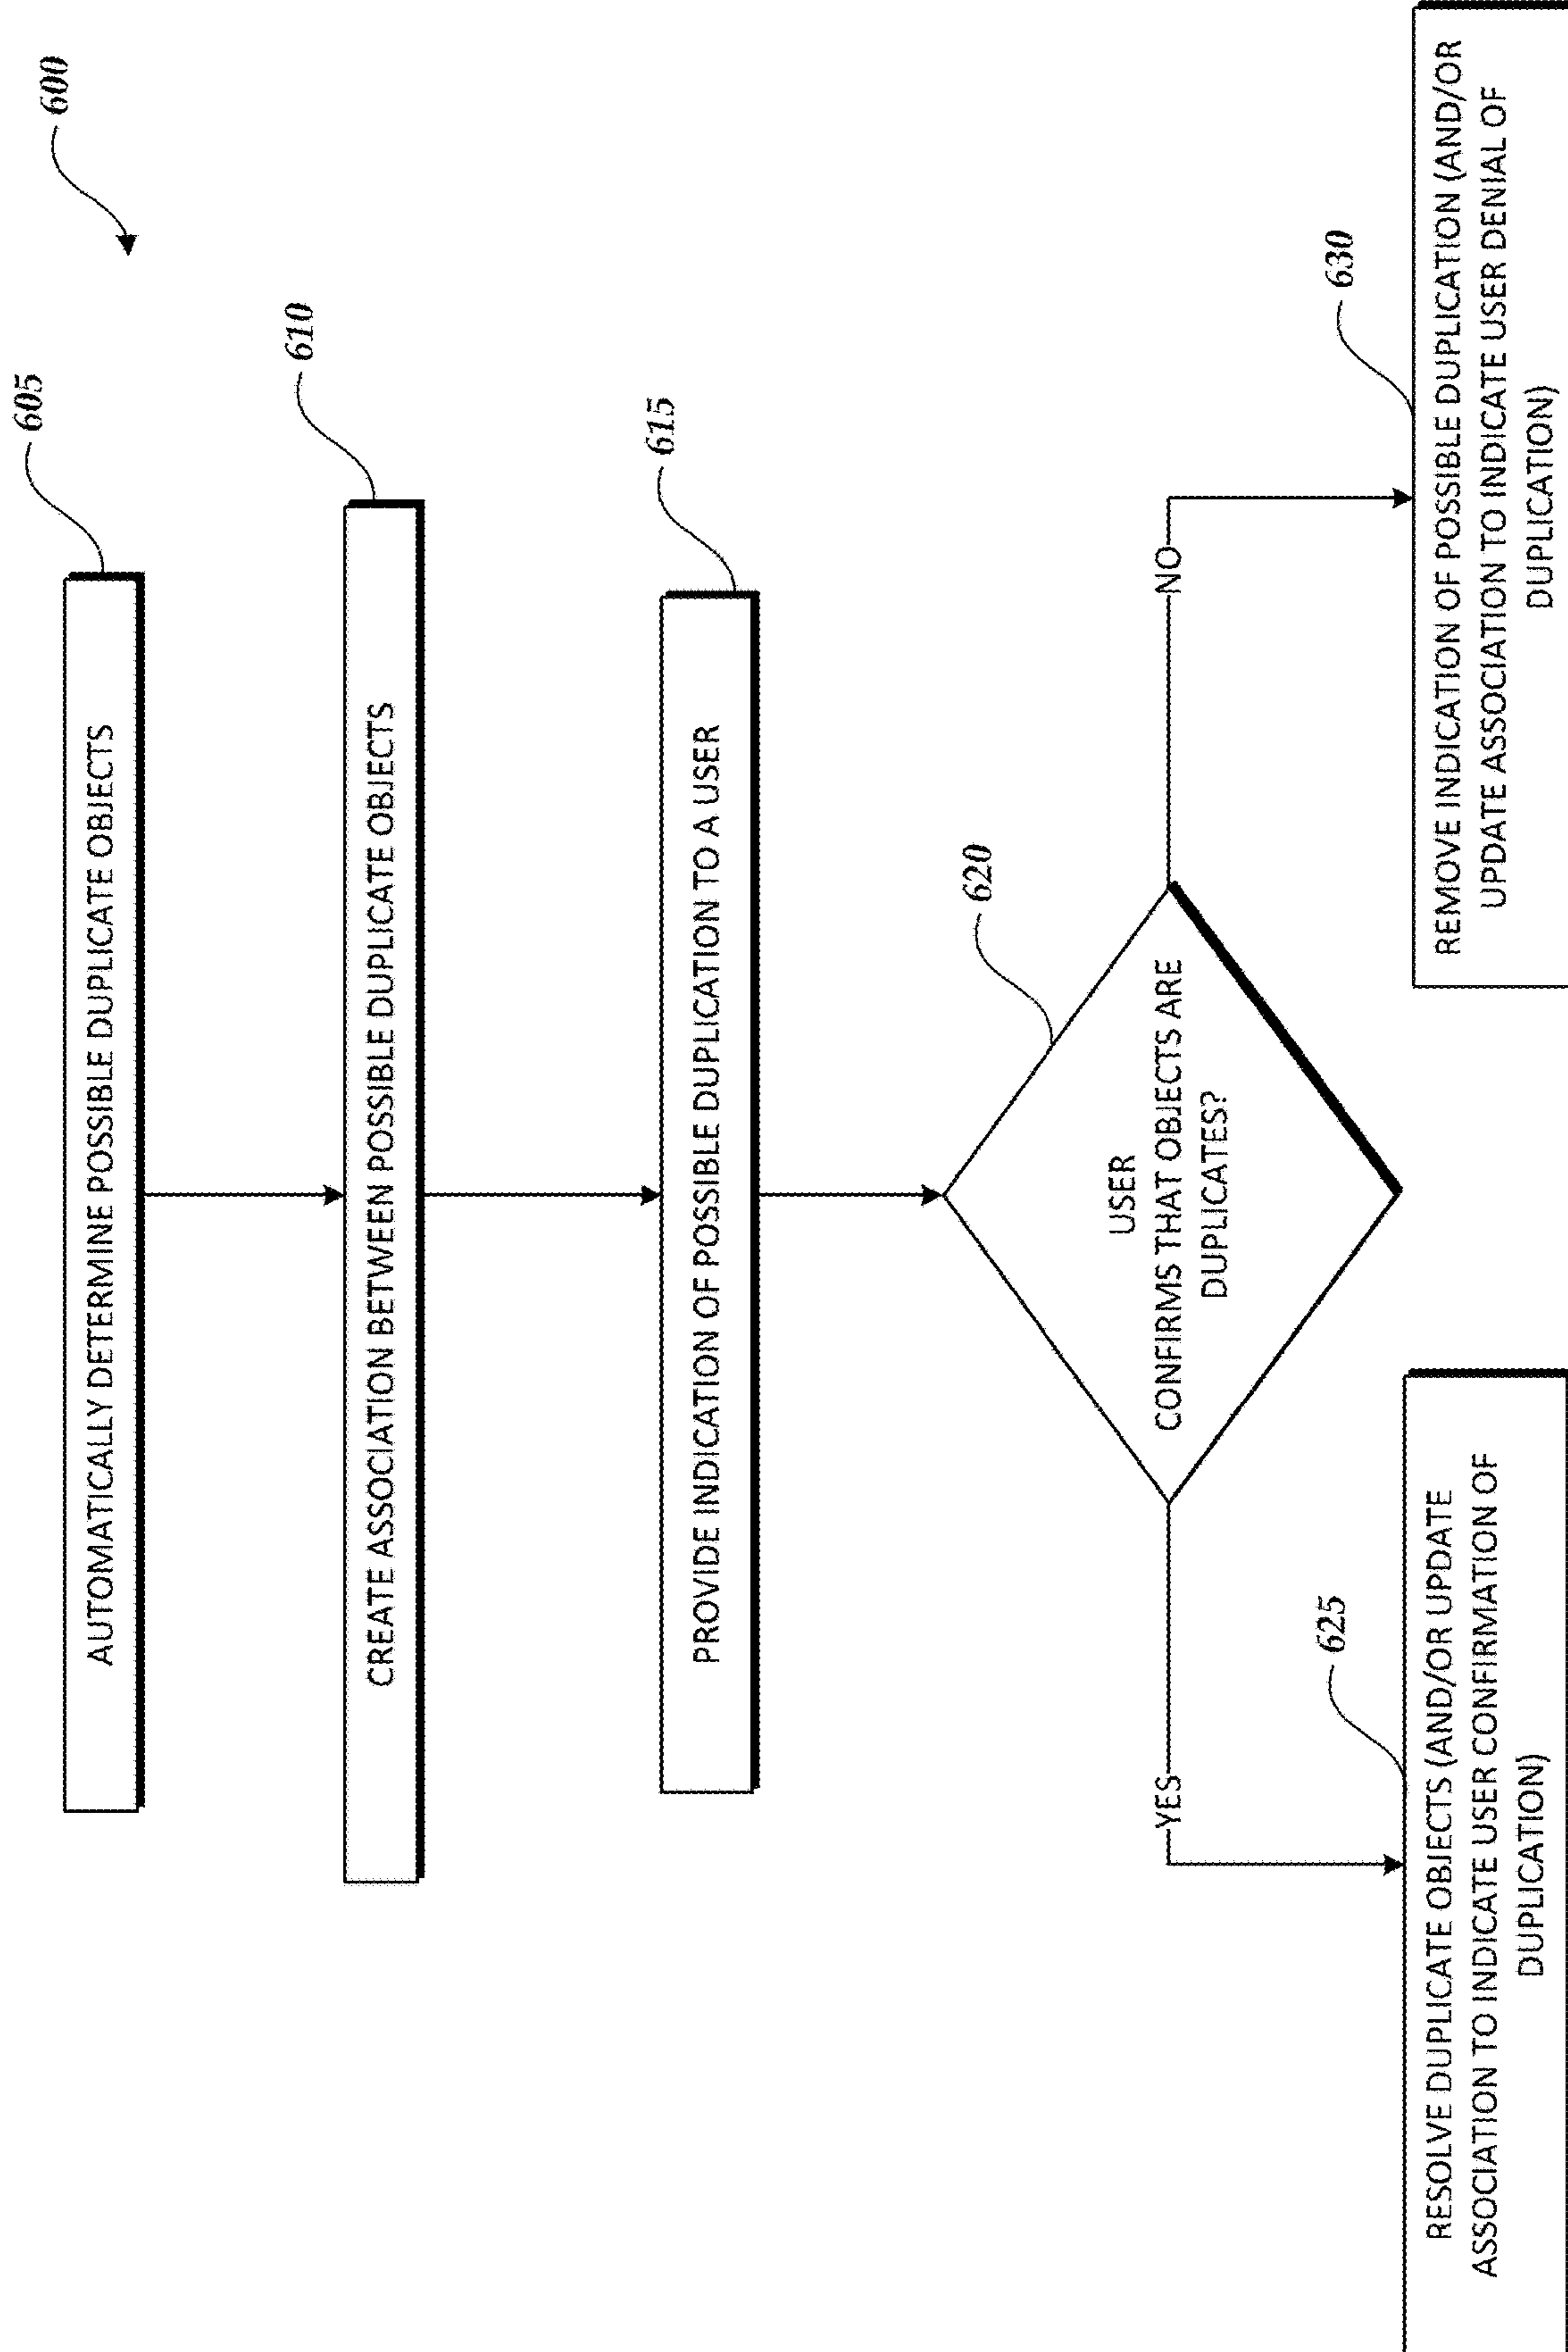 600
605
AUTOMATICALLY DETERMINE POSSIBLE DUPLICATE OBJECTS
610
CREATE ASSOCIATION BETWEEN POSSIBLE DUPLICATE OBJECTS
615
PROVIDE INDICATION OF POSSIBLE DUPLICATION TO A USER
620
USER
CONFIRMS THAT OBJECTS ARE
DUPLICATES?
YES
NO
625
RESOLVE DUPLICATE OBJECTS (AND/OR UPDATE
ASSOCIATION TO INDICATE USER CONFIRMATION OF
DUPLICATION)
630
REMOVE INDICATION OF POSSIBLE DUPLICATION (AND/OR
UPDATE ASSOCIATION TO INDICATE USER DENIAL OF
DUPLICATION)